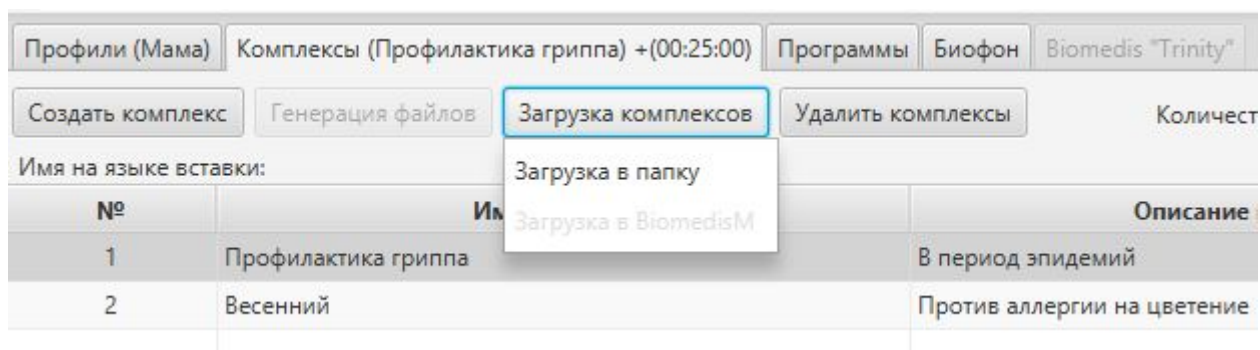 Профили (Мама) Комплексы (Профилактика гриппа) +(00:25:00) Программы Биофон Biomedis "Trinity"
Создать комплекс Генерация файлов Загрузка комплексов Удалить комплексы
Имя на языке вставки: Загрузка в папку
№ Описание
Загрузка в BiomedisM
1 Профилактика гриппа В период эпидемий
2 Весенний Против аллергии на цветение